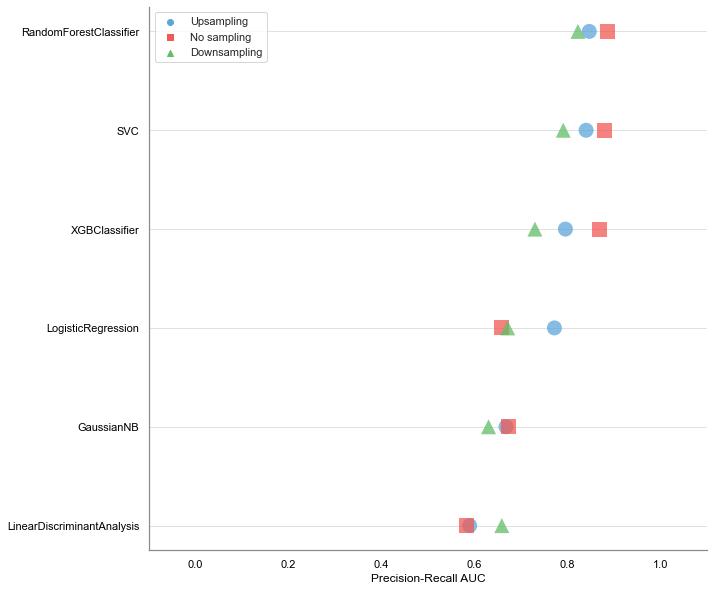 Upsampling
No sampling
Downsampling
RandomForestClassifier
SVC
XGBClassifier
LogisticRegression
GaussianNB
LinearDiscriminantAnalysis
0.0 0.2 0.4 0.6 0.8 1.0
Precision-Recall AUC